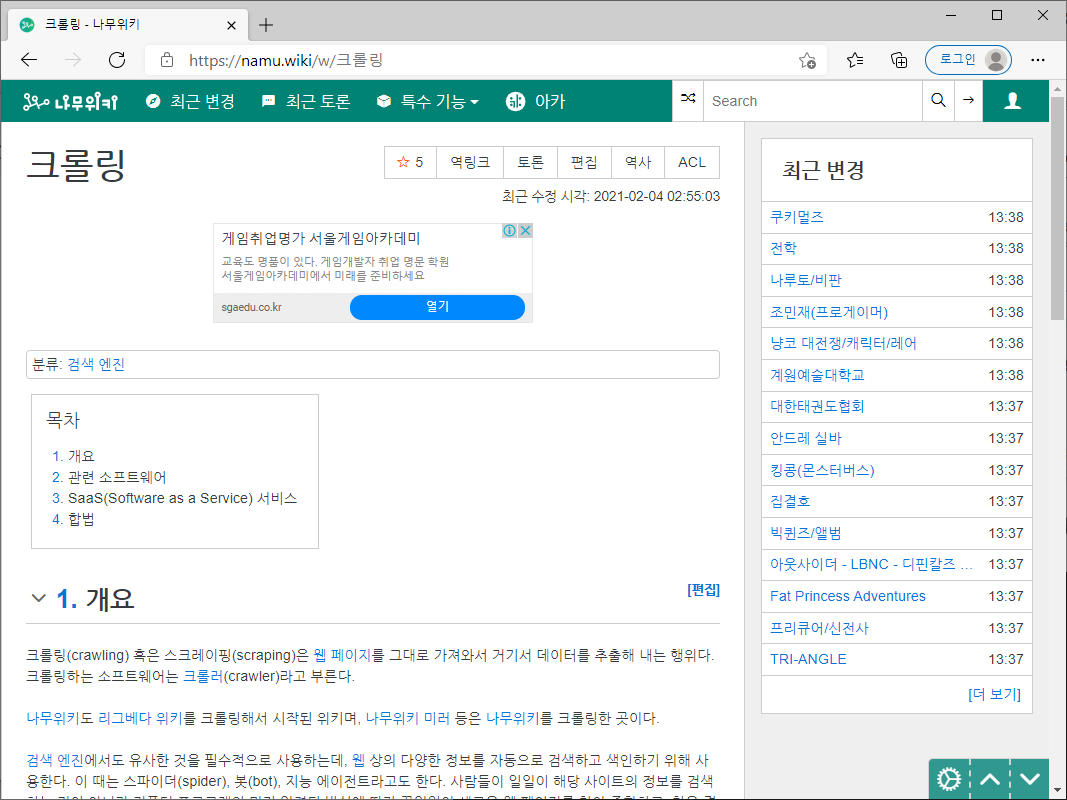 크롤링 - 나무위키
https://namu.wiki/w/크롤링
로그인
나무위키 최근 변경 최근 토론 특수 기능 아카 Search
크롤링
5 역링크 토론 편집 역사 ACL
최근 수정 시각: 2021-02-04 02:55:03
게임취업명가 서울게임아카데미
교육도 명품이 있다. 게임개발자 취업 명문 학원
서울게임아카데미에서 미래를 준비하세요
sgaedu.co.kr 열기
분류: 검색 엔진
목차
1. 개요
2. 관련 소프트웨어
3. SaaS(Software as a Service) 서비스
4. 합법
1. 개요 [편집]
크롤링(crawling) 혹은 스크레이핑(scraping)은 웹 페이지를 그대로 가져와서 거기서 데이터를 추출해 내는 행위다.
크롤링하는 소프트웨어는 크롤러(crawler)라고 부른다.
나무위키도 리그베다 위키를 크롤링해서 시작된 위키며, 나무위키 미러 등은 나무위키를 크롤링한 곳이다.
검색 엔진에서도 유사한 것을 필수적으로 사용하는데, 웹 상의 다양한 정보를 자동으로 검색하고 색인하기 위해 사
용한다. 이 때는 스파이더(spider), 봇(bot), 지능 에이전트라고도 한다. 사람들이 일일이 해당 사이트의 정보를 검색
최근 변경
쿠키멀즈 13:38
전학 13:38
나루토/비판 13:38
조민재(프로게이머) 13:38
냥코 대전쟁/캐릭터/레어 13:38
계원예술대학교 13:38
대한태권도협회 13:37
안드레 실바 13:37
킹콩(몬스터버스) 13:37
집결호 13:37
빅퀸즈/앨범 13:37
아웃사이더 - LBNC - 디핀칼즈 ... 13:37
Fat Princess Adventures 13:37
프리큐어/신전사 13:37
TRI-ANGLE 13:37
[더 보기]